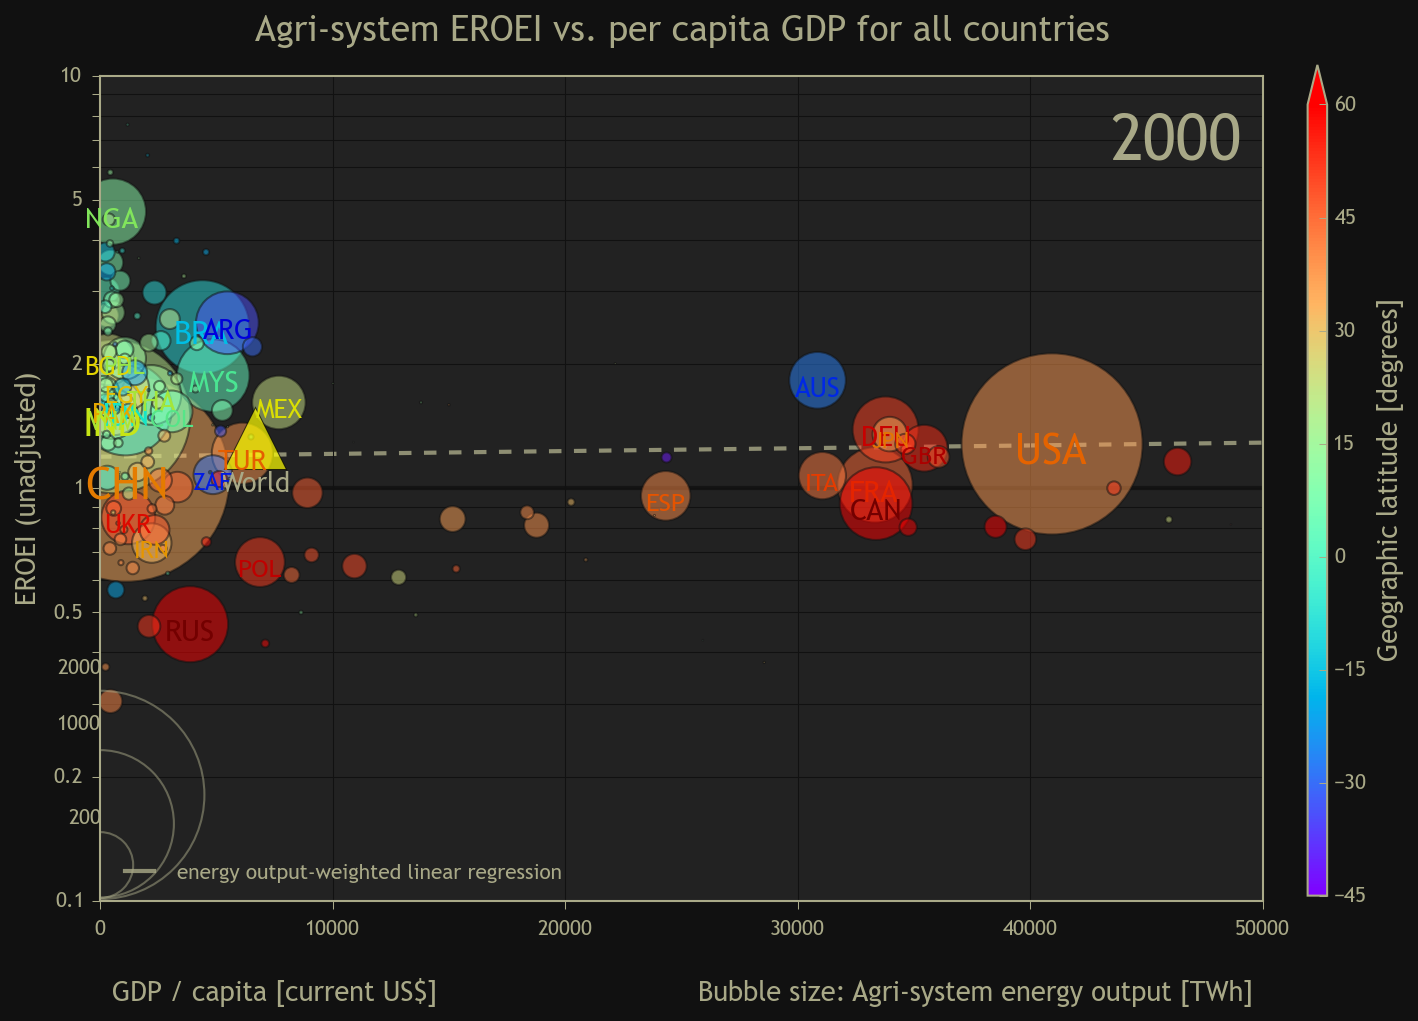 Agri-system EROEI vs. per capita GDP for all countries
2000
10
5
2
1
0.5
0.2
0.1
EROEI (unadjusted)
NGA
BRA
ARG
MYS
MEX
AUS
TUR
World
ZAF
CHN
UKR
IRN
POL
RUS
ESP
ITA
FRA
CAN
DEU
GBR
USA
IND
2000
1000
200
energy output-weighted linear regression
0
10000
20000
30000
40000
50000
GDP / capita [current US$]
Bubble size: Agri-system energy output [TWh]
60
45
30
15
0
−15
−30
−45
Geographic latitude [degrees]